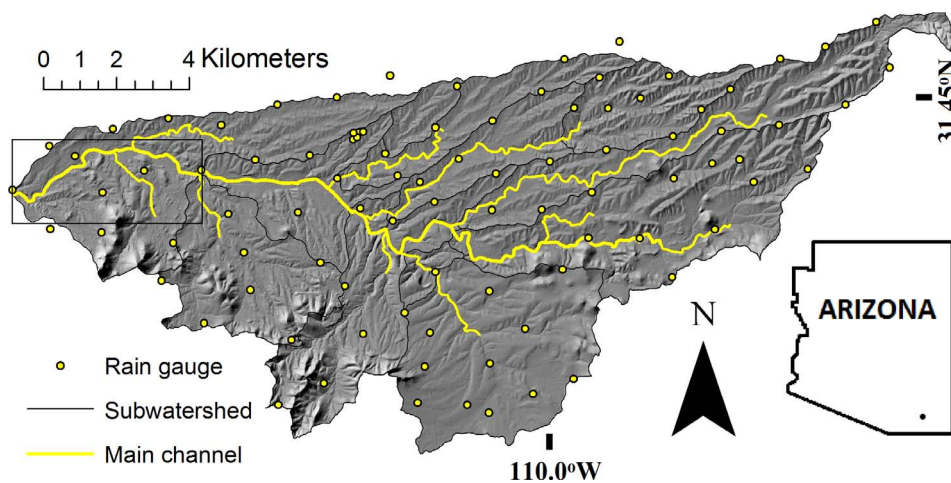 0 1 2 4 Kilometers
31.45°N
ARIZONA
N
Rain gauge
Subwatershed
Main channel
110.0°W